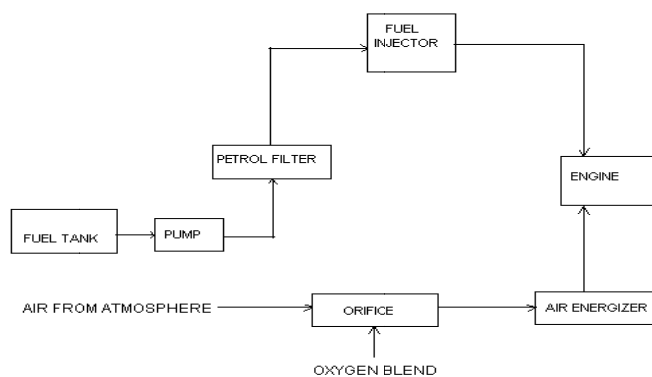 FUEL
INJECTOR
PETROL FILTER
ENGINE
FUEL TANK
PUMP
AIR FROM ATMOSPHERE
ORIFICE
AIR ENERGIZER
OXYGEN BLEND